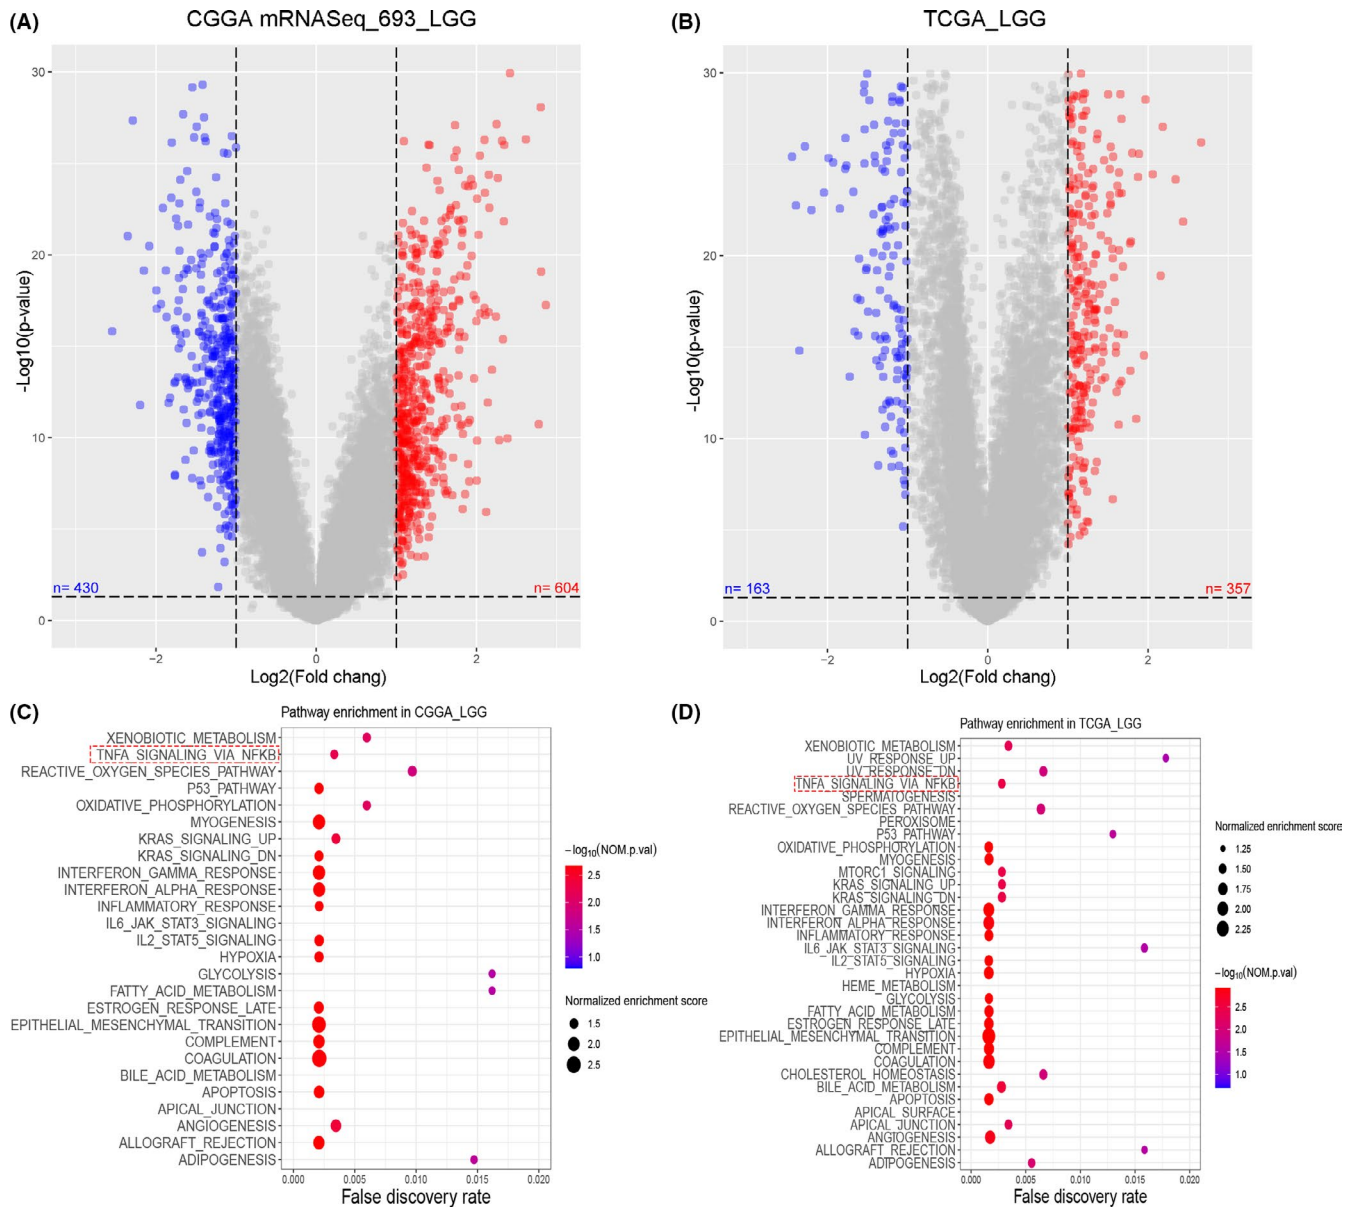 (A)
CGGA mRNASeq_693_LGG
30
20
10
0
-Log10(p-value)
n= 430
n= 604
−2
0
2
Log2(Fold chang)
(B)
TCGA_LGG
30
20
10
0
-Log10(p-value)
n= 163
n= 357
−2
0
2
Log2(Fold chang)
(C)
Pathway enrichment in CGGA_LGG
XENOBIOTIC_METABOLISM
TNFA_SIGNALING_VIA_NFKB
REACTIVE_OXYGEN_SPECIES_PATHWAY
P53_PATHWAY
OXIDATIVE_PHOSPHORYLATION
MYOGENESIS
KRAS_SIGNALING_UP
KRAS_SIGNALING_DN
INTERFERON_GAMMA_RESPONSE
INTERFERON_ALPHA_RESPONSE
INFLAMMATORY_RESPONSE
IL6_JAK_STAT3_SIGNALING
IL2_STAT5_SIGNALING
HYPOXIA
GLYCOLYSIS
FATTY_ACID_METABOLISM
ESTROGEN_RESPONSE_LATE
EPITHELIAL_MESENCHYMAL_TRANSITION
COMPLEMENT
COAGULATION
BILE_ACID_METABOLISM
APOPTOSIS
APICAL_JUNCTION
ANGIOGENESIS
ALLOGRAFT_REJECTION
ADIPOGENESIS
0.000
0.005
0.010
0.015
0.020
False discovery rate
−log10(NOM.p.val)
2.5
2.0
1.5
1.0
Normalized enrichment score
1.5
2.0
2.5
(D)
Pathway enrichment in TCGA_LGG
XENOBIOTIC_METABOLISM
UV_RESPONSE_UP
UV_RESPONSE_DN
TNFA_SIGNALING_VIA_NFKB
SPERMATOGENESIS
REACTIVE_OXYGEN_SPECIES_PATHWAY
PEROXISOME
P53_PATHWAY
OXIDATIVE_PHOSPHORYLATION
MYOGENESIS
MTORC1_SIGNALING
KRAS_SIGNALING_UP
KRAS_SIGNALING_DN
INTERFERON_GAMMA_RESPONSE
INTERFERON_ALPHA_RESPONSE
INFLAMMATORY_RESPONSE
IL6_JAK_STAT3_SIGNALING
IL2_STAT5_SIGNALING
HYPOXIA
HEME_METABOLISM
GLYCOLYSIS
FATTY_ACID_METABOLISM
ESTROGEN_RESPONSE_LATE
EPITHELIAL_MESENCHYMAL_TRANSITION
COMPLEMENT
COAGULATION
CHOLESTEROL_HOMEOSTASIS
BILE_ACID_METABOLISM
APOPTOSIS
APICAL_SURFACE
APICAL_JUNCTION
ANGIOGENESIS
ALLOGRAFT_REJECTION
ADIPOGENESIS
0.000
0.005
0.010
0.015
0.020
False discovery rate
Normalized enrichment score
1.25
1.50
1.75
2.00
2.25
−log10(NOM.p.val)
2.5
2.0
1.5
1.0